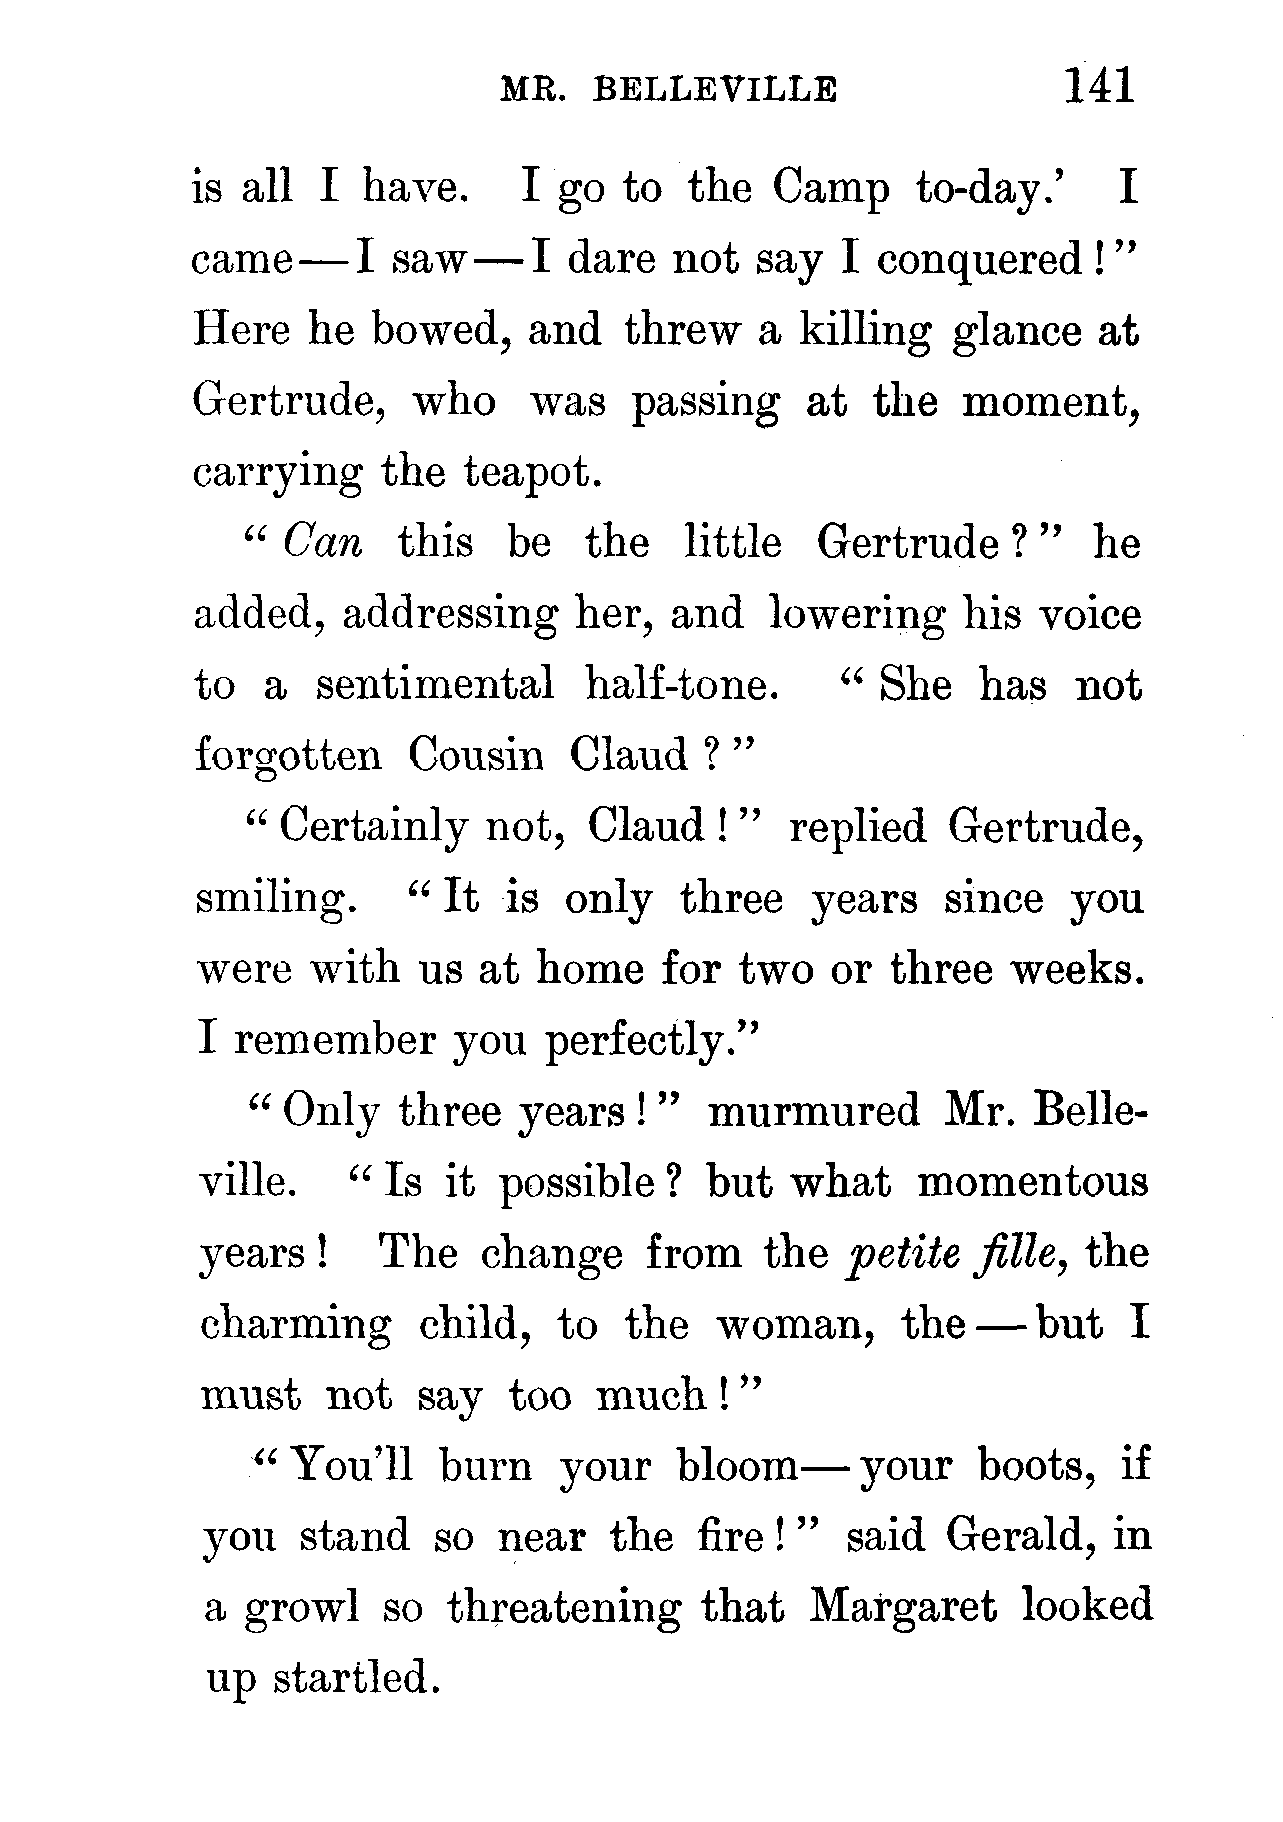 MR. BELLEVILLE 141
is all I have. I go to the Camp to-day.’ I
came—I saw—I dare not say I conquered!”
Here he bowed, and threw a killing glance at
Gertrude, who was passing at the moment,
carrying the teapot.
“Can this be the little Gertrude?” he
added, addressing her, and lowering his voice
to a sentimental half-tone. “She has not
forgotten Cousin Claud?”
“Certainly not, Claud!” replied Gertrude,
smiling. “It is only three years since you
were with us at home for two or three weeks.
I remember you perfectly.”
“Only three years!” murmured Mr. Belle-
ville. “Is it possible? but what momentous
years! The change from the petite fille, the
charming child, to the woman, the—but I
must not say too much!”
“You’ll burn your bloom—your boots, if
you stand so near the fire!” said Gerald, in
a growl so threatening that Margaret looked
up startled.